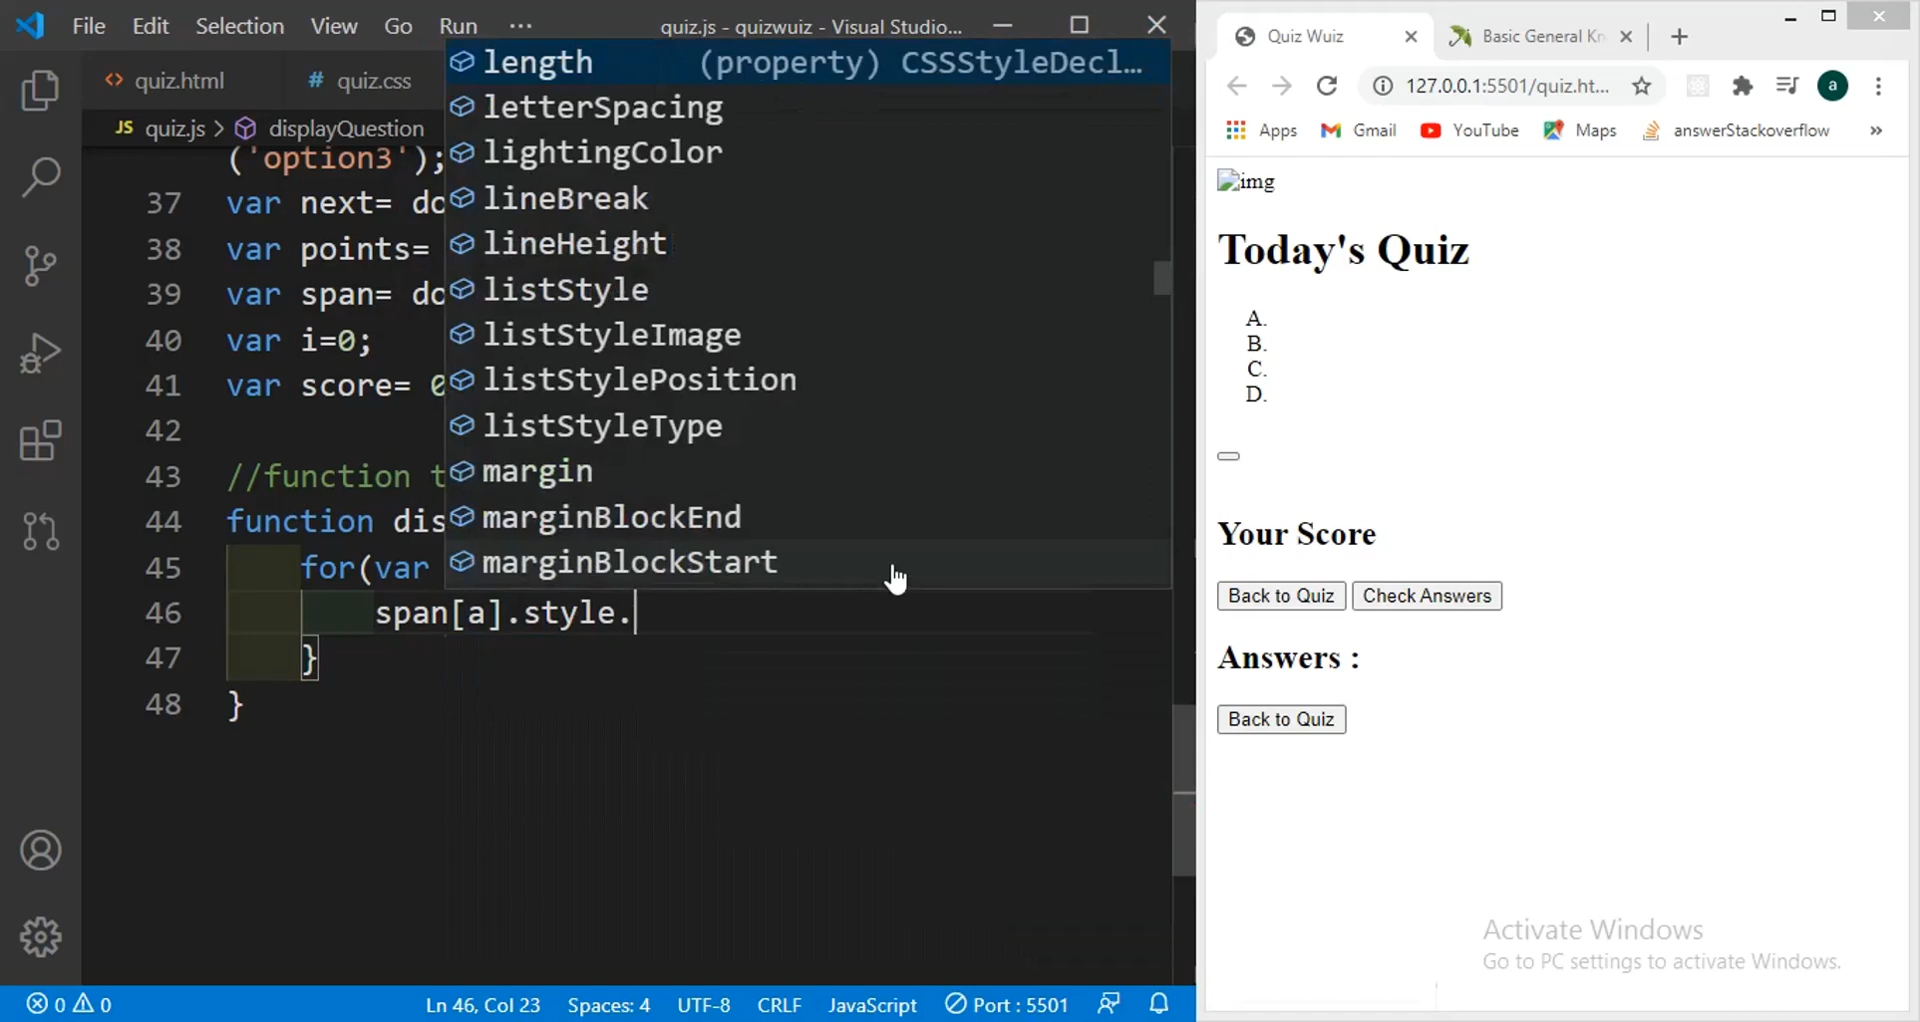 File Edit Selection View Go Run ··· quiz.js - quizwuiz - Visual Studio...
quiz.html # quiz.css
JS quiz.js > displayQuestion
('option3');
37 var next= do
38 var points=
39 var span= do
40 var i=0;
41 var score= 0
42
43 //function t
44 function dis
45 for(var
46 span[a].style.
47 }
48 }
length (property) CSSStyleDecl...
letterSpacing
lightingColor
lineBreak
lineHeight
listStyle
listStyleImage
listStylePosition
listStyleType
margin
marginBlockEnd
marginBlockStart
0 0 Ln 46, Col 23 Spaces: 4 UTF-8 CRLF JavaScript Port : 5501
Quiz Wuiz Basic General Kn
127.0.0.1:5501/quiz.ht... a
Apps Gmail YouTube Maps answerStackoverflow »
img
Today's Quiz
A.
B.
C.
D.
Your Score
Back to Quiz Check Answers
Answers :
Back to Quiz
Activate Windows
Go to PC settings to activate Windows.